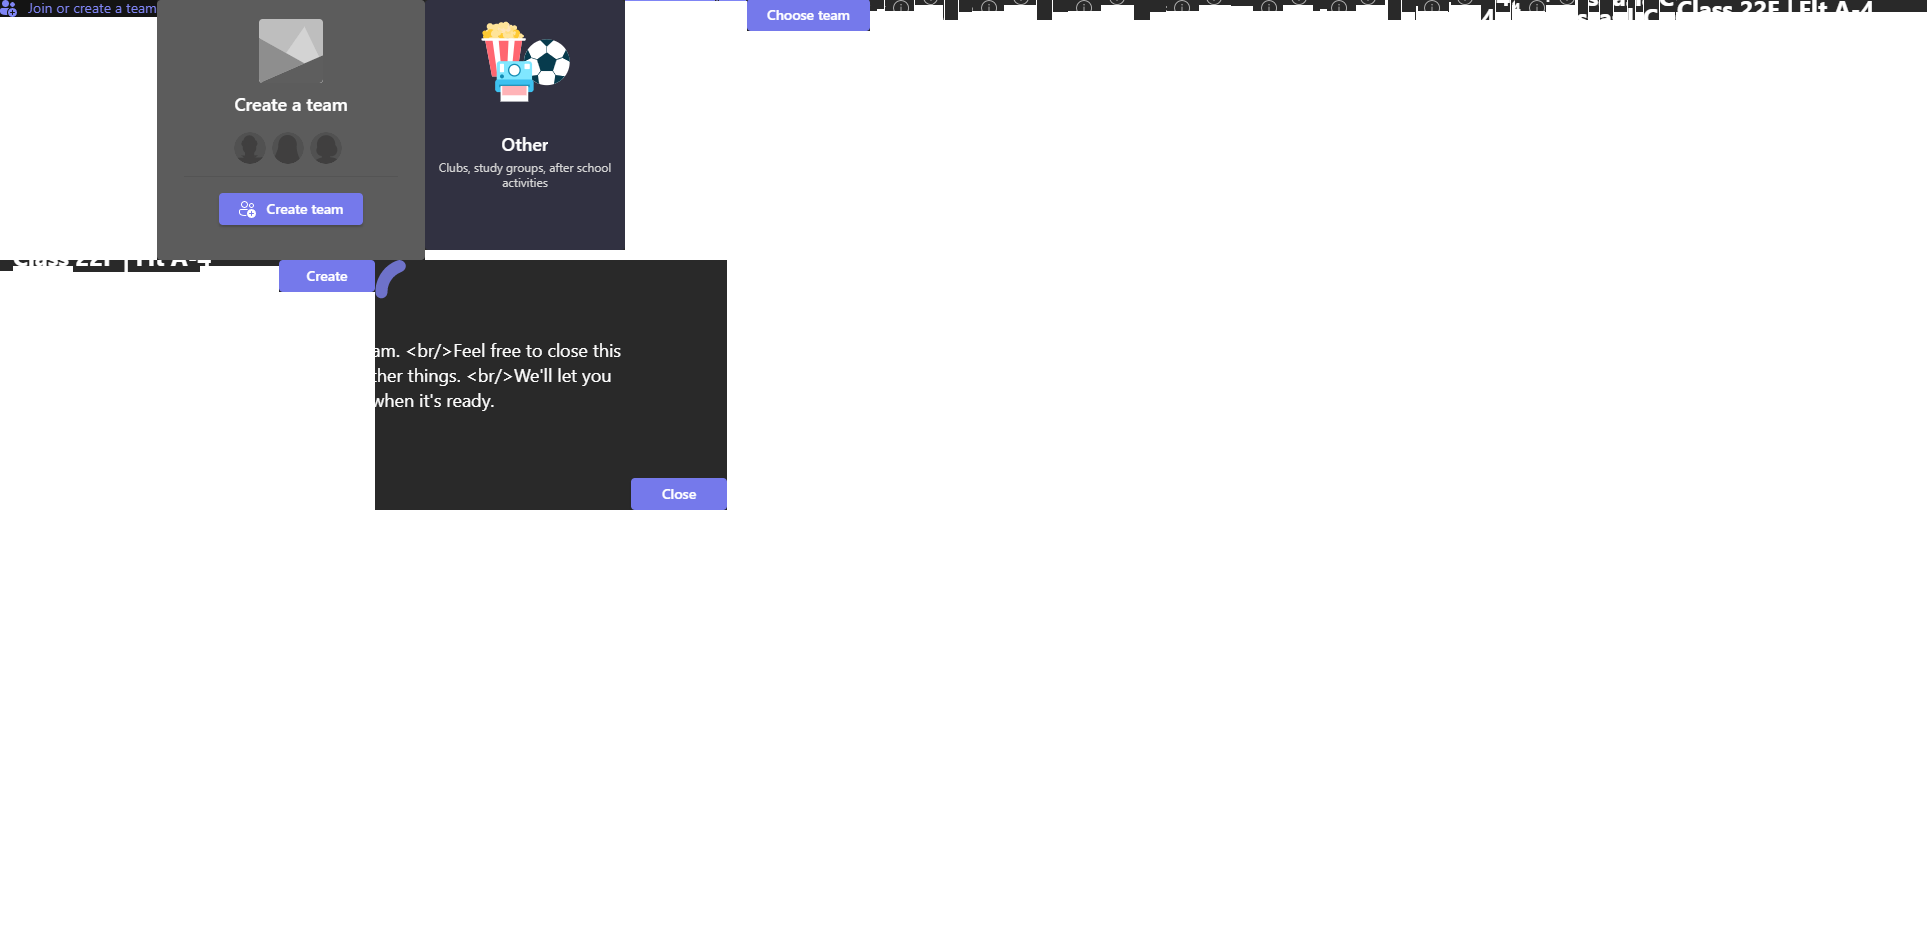 Join or create a team
Create a team
Create team
Other
Clubs, study groups, after school
activities
Choose team
Class 22F | Flt A-4
Class 22F | Flt A-4
Create
am. <br/>Feel free to close this
ther things. <br/>We'll let you
when it's ready.
Close